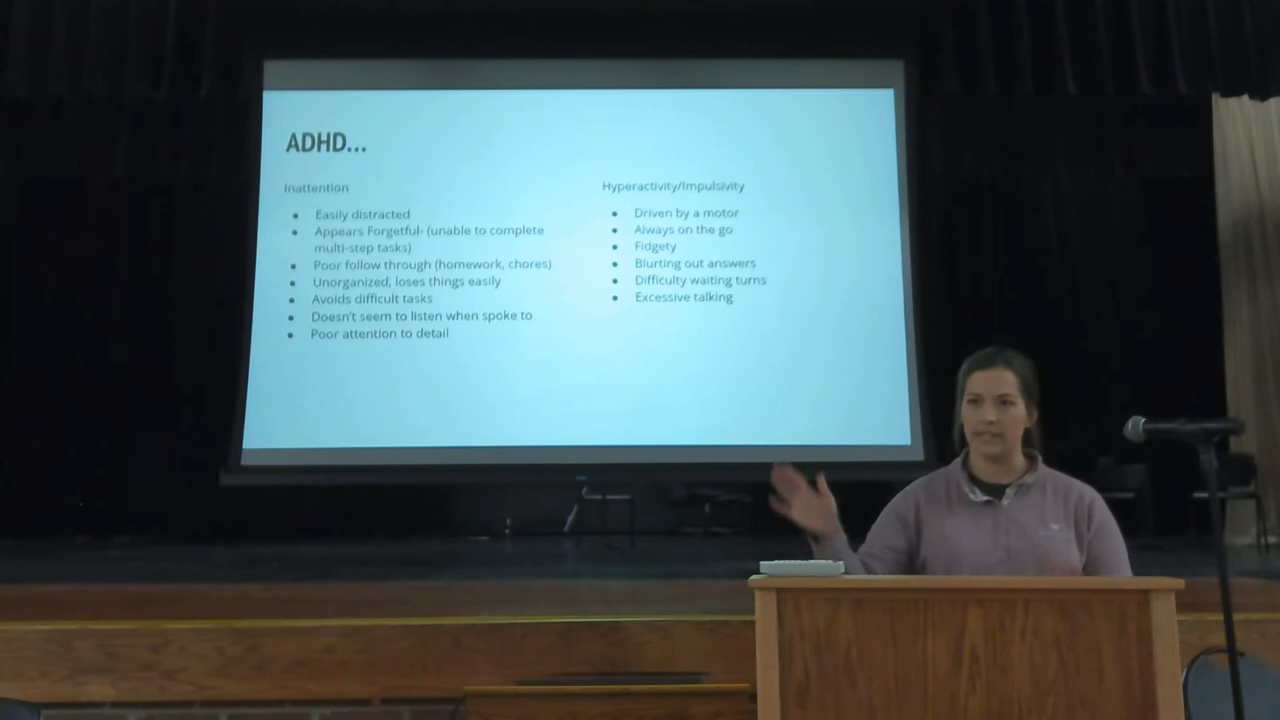 ADHD...
Inattention
• Easily distracted
• Appears Forgetful- (unable to complete
multi-step tasks)
• Poor follow through (homework, chores)
• Unorganized, loses things easily
• Avoids difficult tasks
• Doesn't seem to listen when spoke to
• Poor attention to detail
Hyperactivity/Impulsivity
• Driven by a motor
• Always on the go
• Fidgety
• Blurting out answers
• Difficulty waiting turns
• Excessive talking